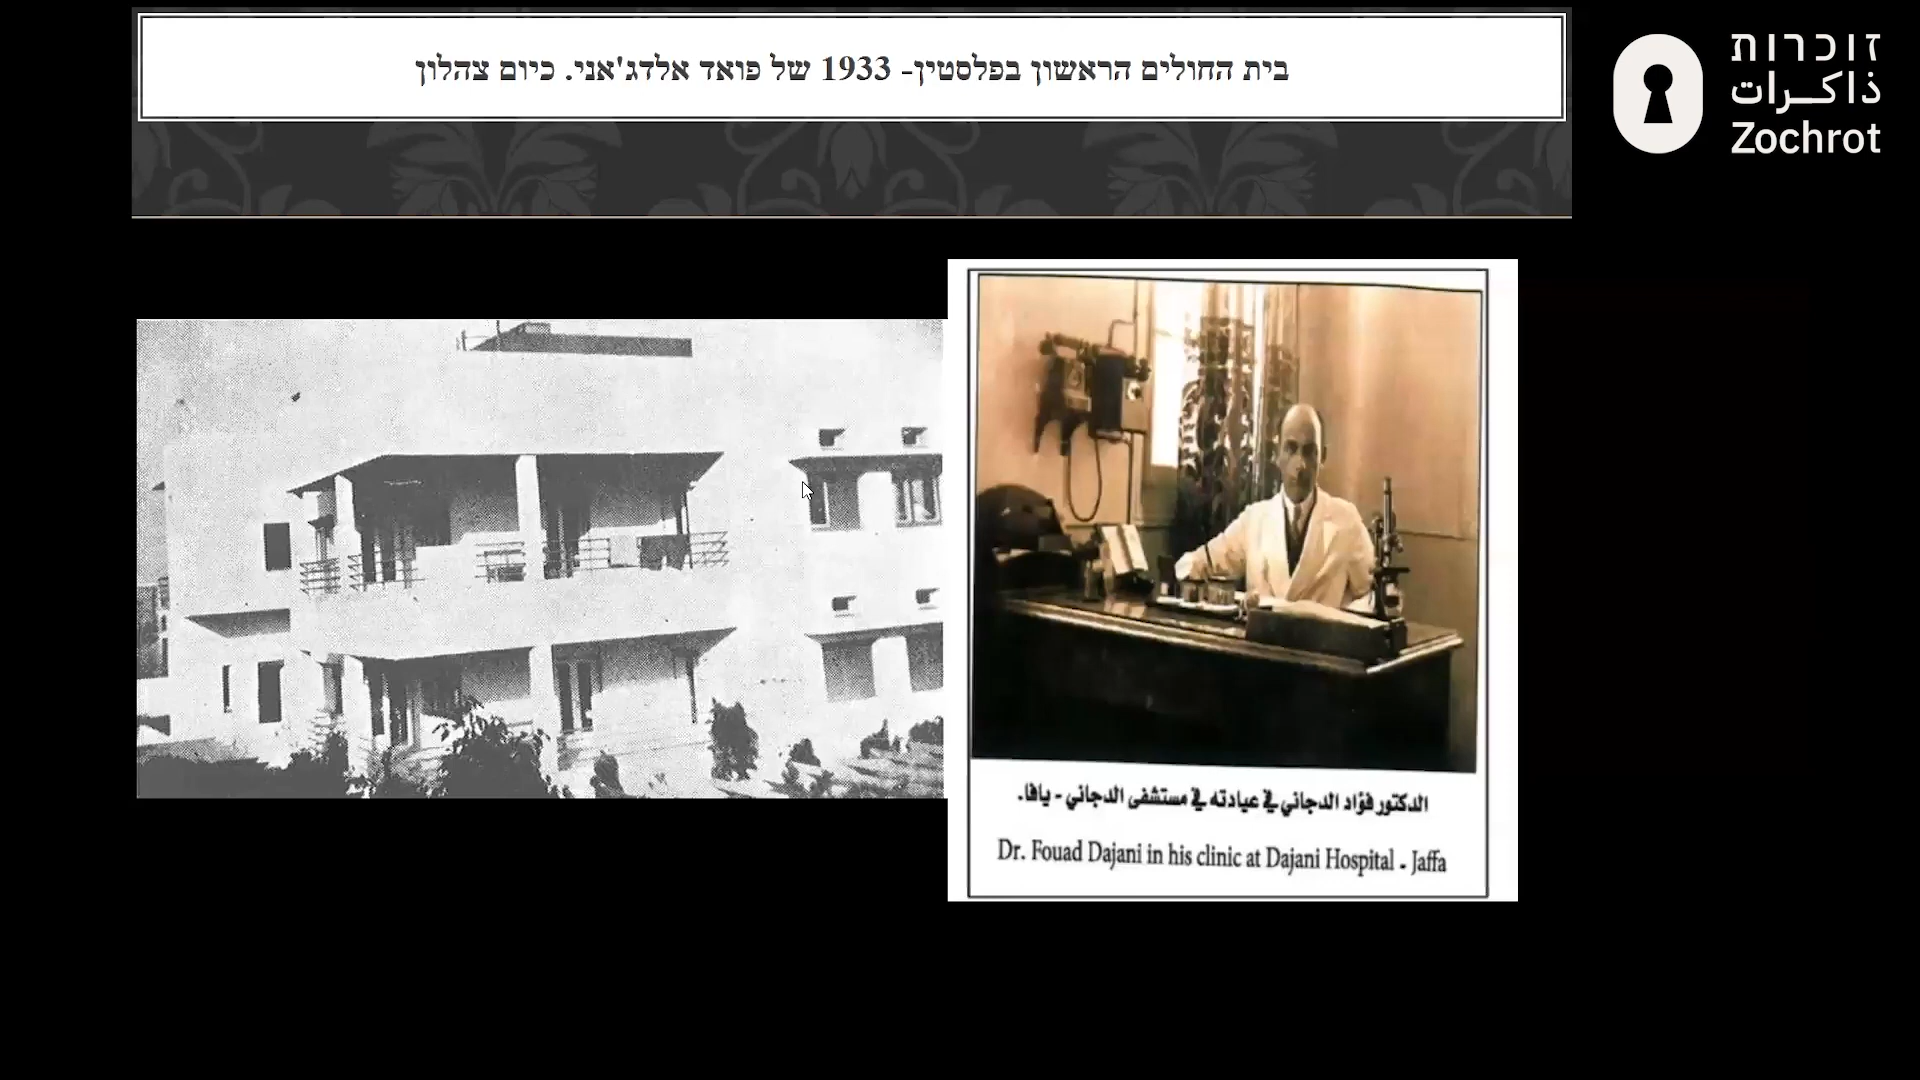 בית החולים הראשון בפלסטין- 1933 של פואד אלדג'אני. כיום צהלון
זוכרות
ذاكرات
Zochrot
الدكتور فؤاد الدجاني في عيادته في مستشفى الدجاني - يافا.
Dr. Fouad Dajani in his clinic at Dajani Hospital - Jaffa